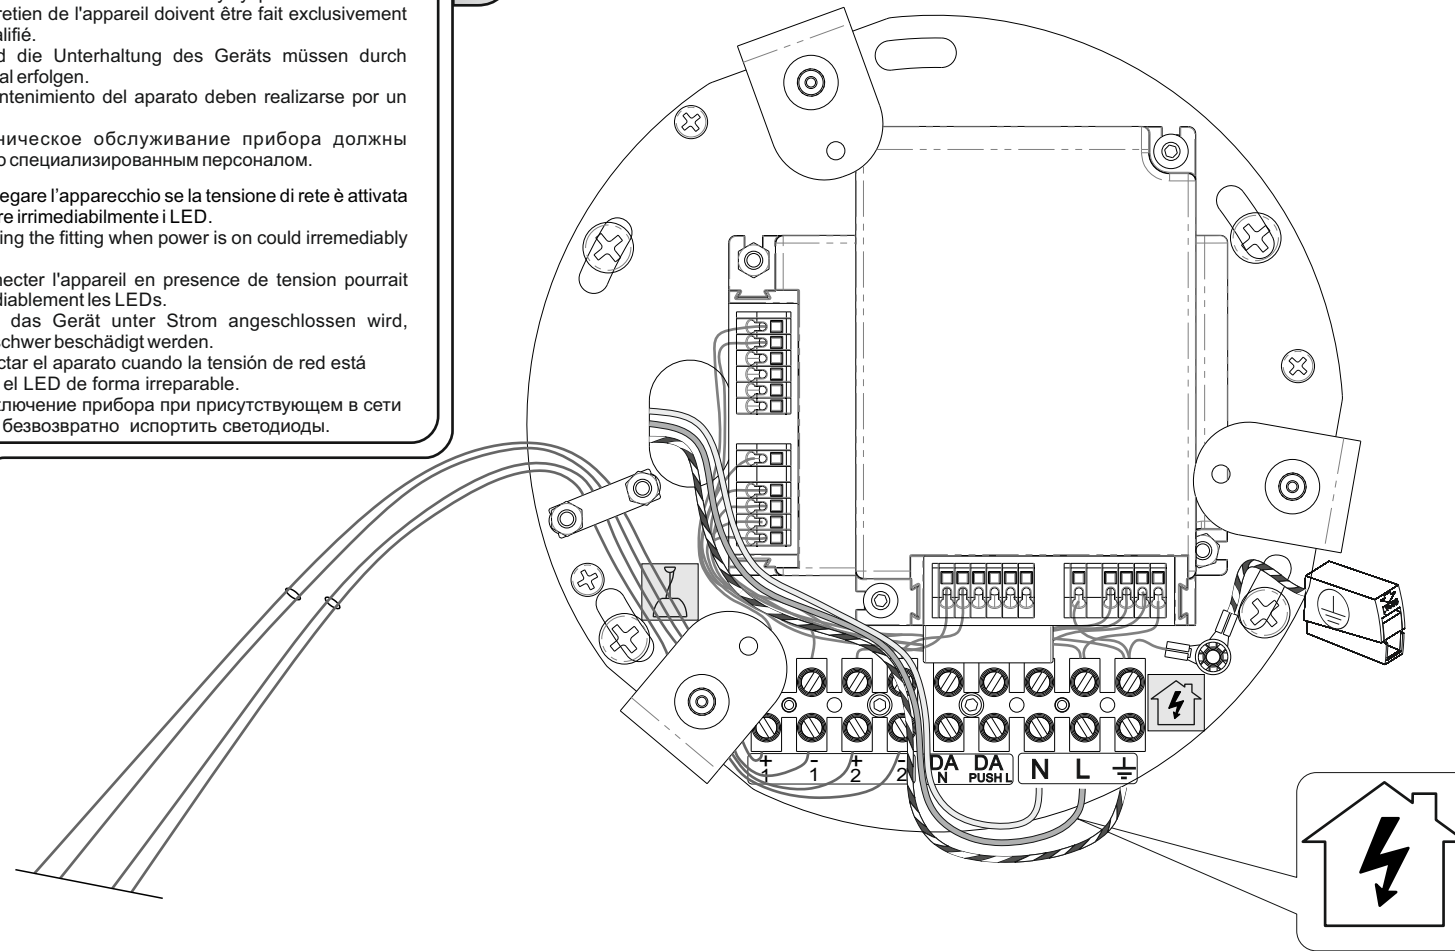 retien de l'appareil doivent être fait exclusivement
alifié.
d die Unterhaltung des Geräts müssen durch
al erfolgen.
ntenimiento del aparato deben realizarse por un
ническое обслуживание прибора должны
о специализированным персоналом.
egare l'apparecchio se la tensione di rete è attivata
re irrimediabilmente i LED.
ing the fitting when power is on could irremediably
necter l'appareil en presence de tension pourrait
diablement les LEDs.
das Gerät unter Strom angeschlossen wird,
schwer beschädigt werden.
ctar el aparato cuando la tensión de red está
el LED de forma irreparable.
ключение прибора при присутствующем в сети
безвозвратно испортить светодиоды.
+ - + - DA DA N L
1 1 2 2 N PUSH L